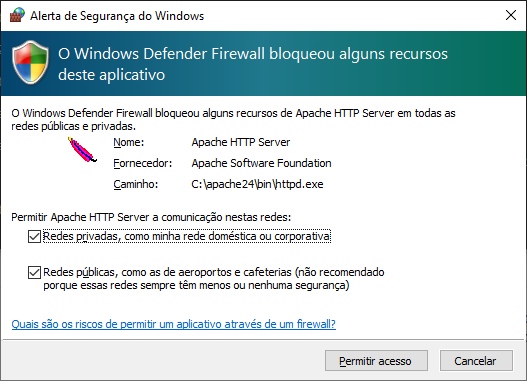 Alerta de Segurança do Windows
O Windows Defender Firewall bloqueou alguns recursos
deste aplicativo
O Windows Defender Firewall bloqueou alguns recursos de Apache HTTP Server em todas as
redes públicas e privadas.
Nome: Apache HTTP Server
Fornecedor: Apache Software Foundation
Caminho: C:\apache24\bin\httpd.exe
Permitir Apache HTTP Server a comunicação nestas redes:
Redes privadas, como minha rede doméstica ou corporativa
Redes públicas, como as de aeroportos e cafeterias (não recomendado
porque essas redes sempre têm menos ou nenhuma segurança)
Quais são os riscos de permitir um aplicativo através de um firewall?
Permitir acesso Cancelar